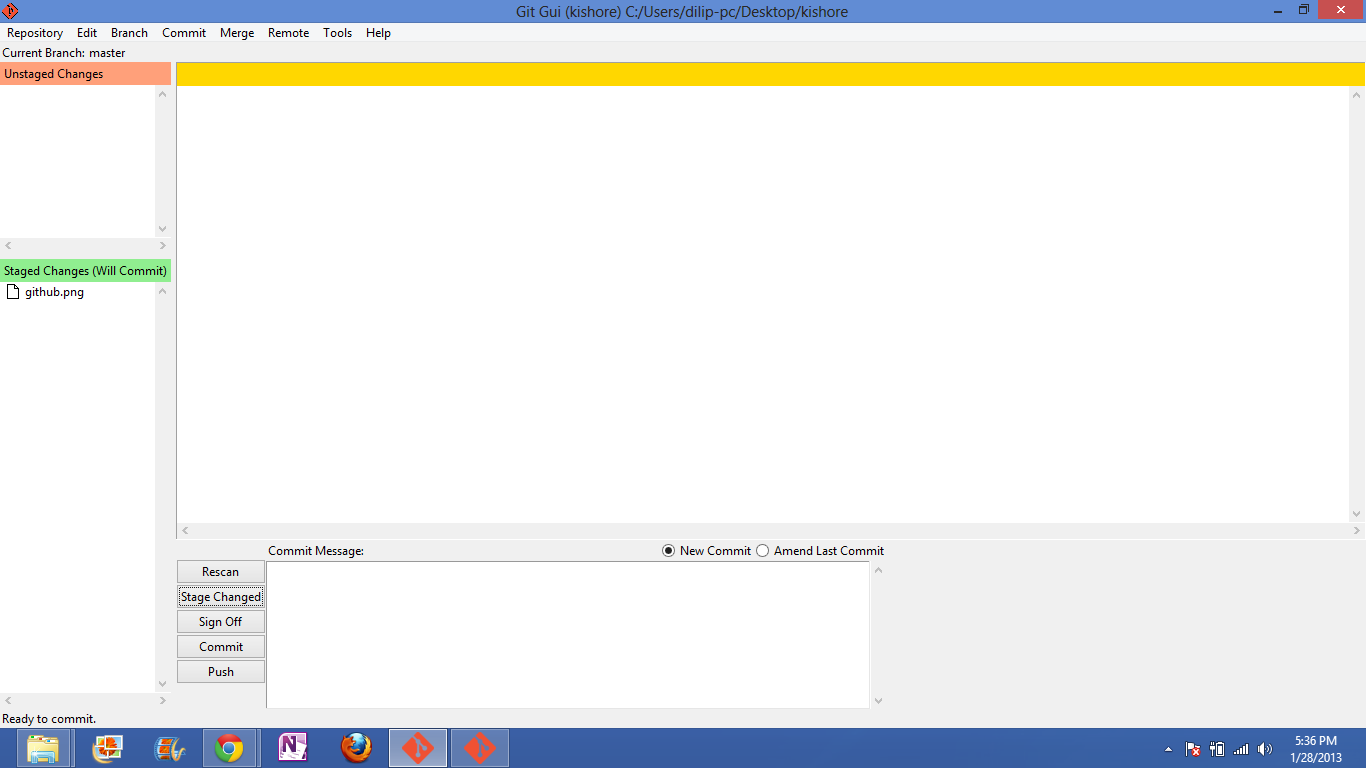 Git Gui (kishore) C:/Users/dilip-pc/Desktop/kishore
Repository Edit Branch Commit Merge Remote Tools Help
Current Branch: master
Unstaged Changes
Staged Changes (Will Commit)
github.png
Commit Message:
New Commit
Amend Last Commit
Rescan
Stage Changed
Sign Off
Commit
Push
Ready to commit.
N
5:36 PM
1/28/2013